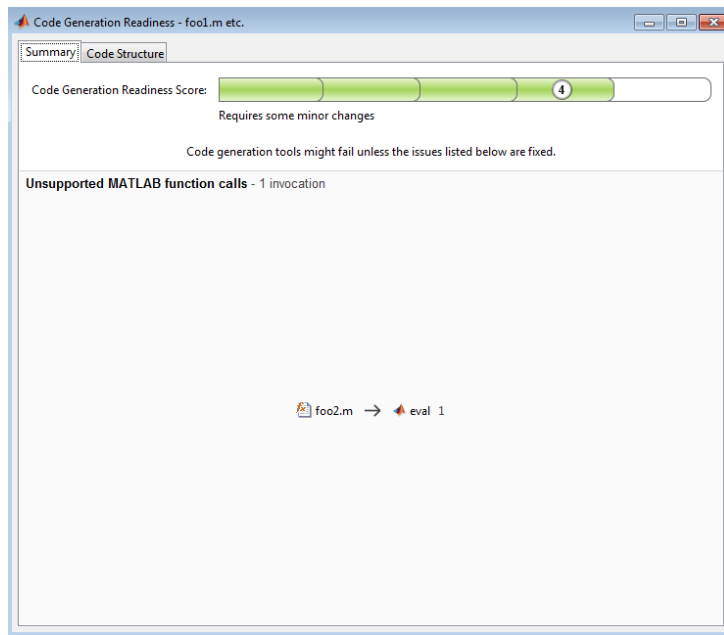 Code Generation Readiness - foo1.m etc.
Summary Code Structure
Code Generation Readiness Score: 4
Requires some minor changes
Code generation tools might fail unless the issues listed below are fixed.
Unsupported MATLAB function calls - 1 invocation
foo2.m → eval 1